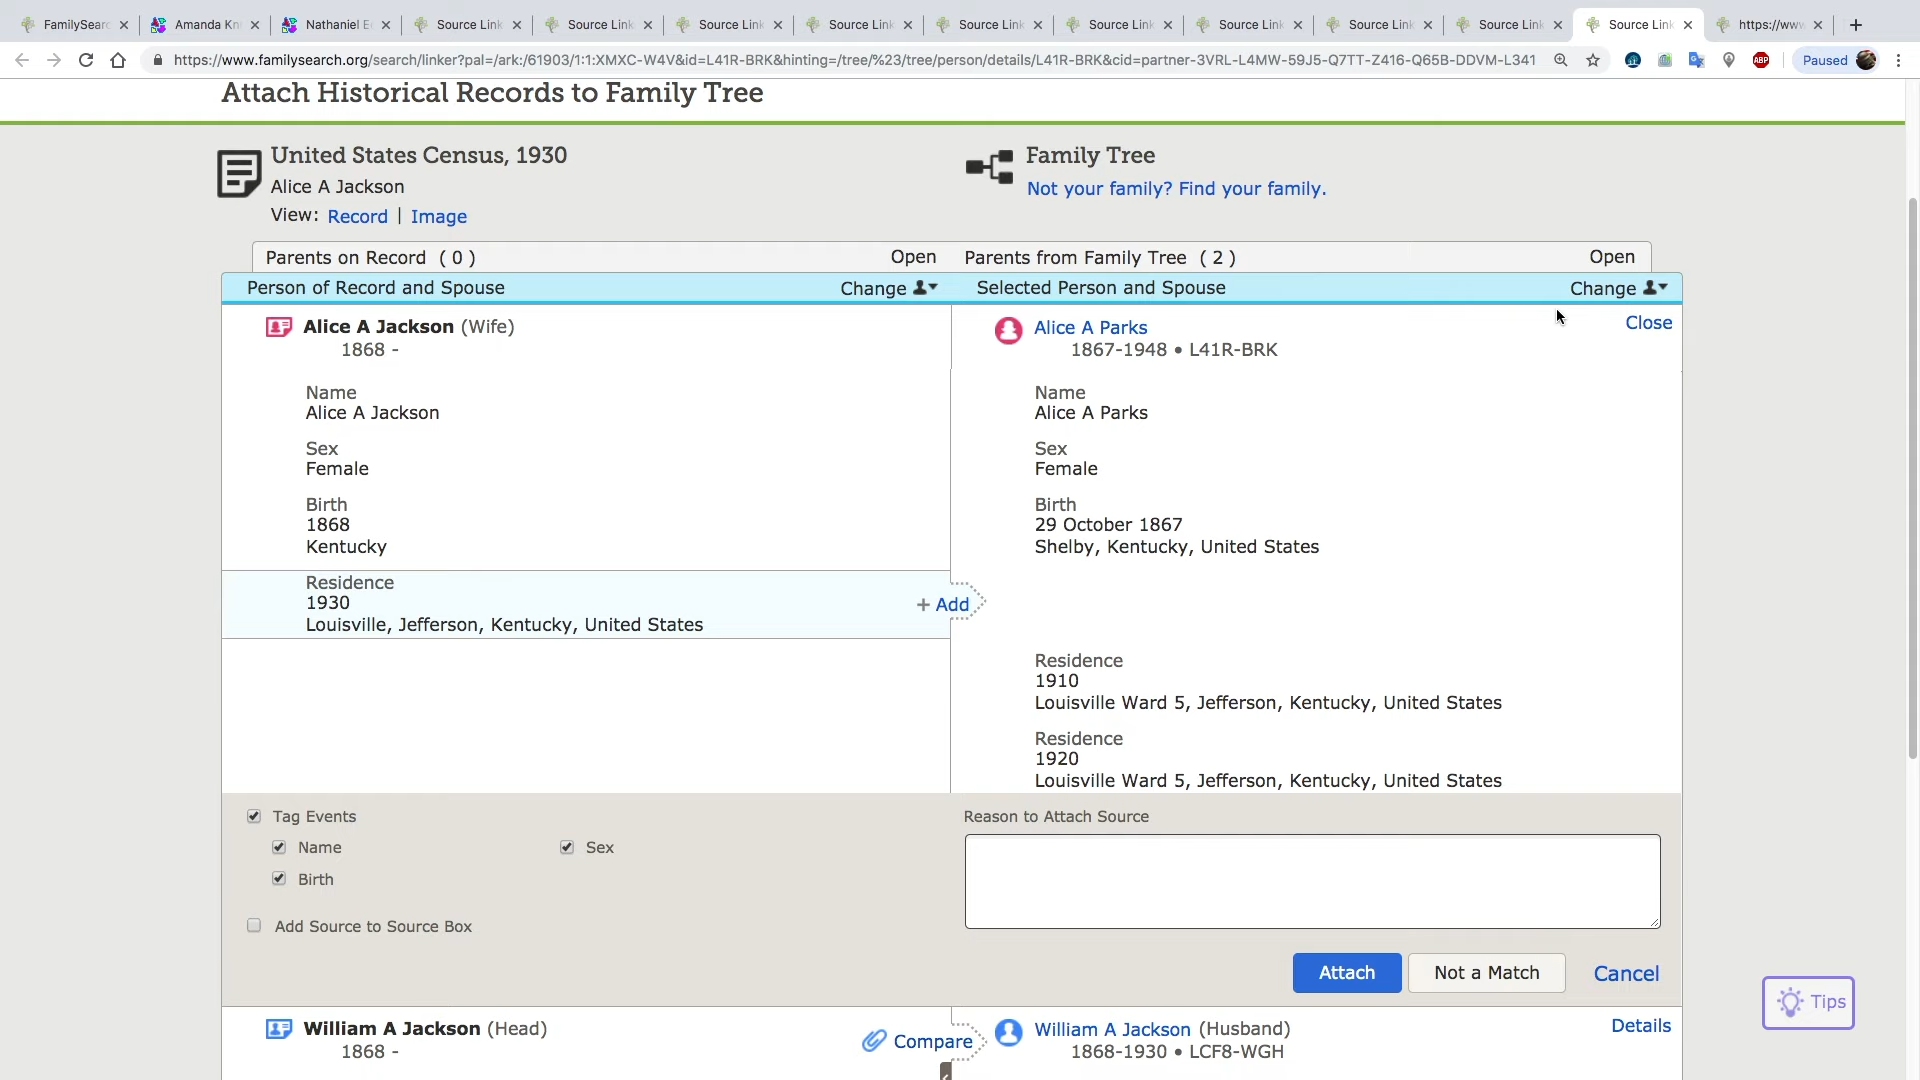 FamilySearc
Amanda Kn
Nathaniel E
Source Link
Source Link
Source Link
Source Link
Source Link
Source Link
Source Link
Source Link
Source Link
Source Link
https://www.
https://www.familysearch.org/search/linker?pal=/ark:/61903/1:1:XMXC-W4V&id=L41R-BRK&hinting=/tree/%23/tree/person/details/L41R-BRK&cid=partner-3VRL-L4MW-59J5-Q7TT-Z416-Q65B-DDVM-L341
ABP
Paused
Attach Historical Records to Family Tree
United States Census, 1930
Alice A Jackson
View: Record | Image
Family Tree
Not your family? Find your family.
Parents on Record ( 0 )
Open
Parents from Family Tree ( 2 )
Open
Person of Record and Spouse
Change
Selected Person and Spouse
Change
Alice A Jackson (Wife)
1868 -
Alice A Parks
Close
1867-1948 • L41R-BRK
Name
Alice A Jackson
Name
Alice A Parks
Sex
Female
Sex
Female
Birth
1868
Kentucky
Birth
29 October 1867
Shelby, Kentucky, United States
Residence
1930
Louisville, Jefferson, Kentucky, United States
+ Add
Residence
1910
Louisville Ward 5, Jefferson, Kentucky, United States
Residence
1920
Louisville Ward 5, Jefferson, Kentucky, United States
Tag Events
Name
Sex
Birth
Add Source to Source Box
Reason to Attach Source
Attach
Not a Match
Cancel
Tips
William A Jackson (Head)
1868 -
Compare
William A Jackson (Husband)
1868-1930 • LCF8-WGH
Details